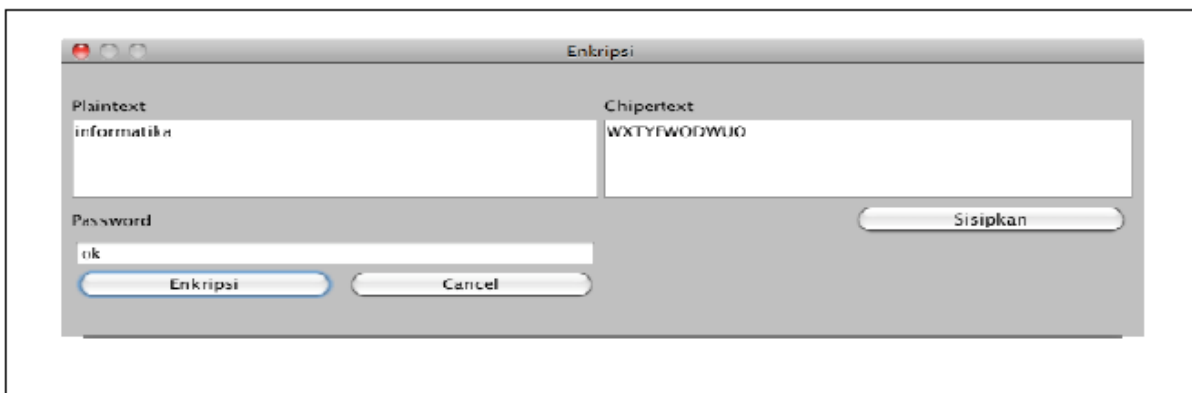 Enkripsi
Plaintext
Chipertext
informatika
WXTYFWODWUO
Password
Sisipkan
ok
Enkripsi
Cancel